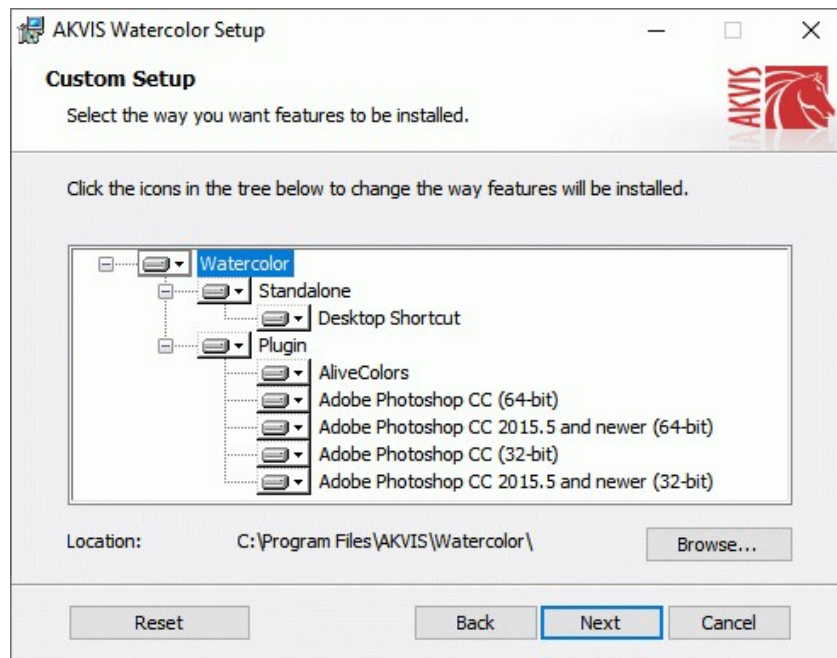 AKVIS Watercolor Setup
Custom Setup
Select the way you want features to be installed.
AKVIS
Click the icons in the tree below to change the way features will be installed.
Watercolor
Standalone
Desktop Shortcut
Plugin
AliveColors
Adobe Photoshop CC (64-bit)
Adobe Photoshop CC 2015.5 and newer (64-bit)
Adobe Photoshop CC (32-bit)
Adobe Photoshop CC 2015.5 and newer (32-bit)
Location: C:\Program Files\AKVIS\Watercolor\ Browse...
Reset Back Next Cancel